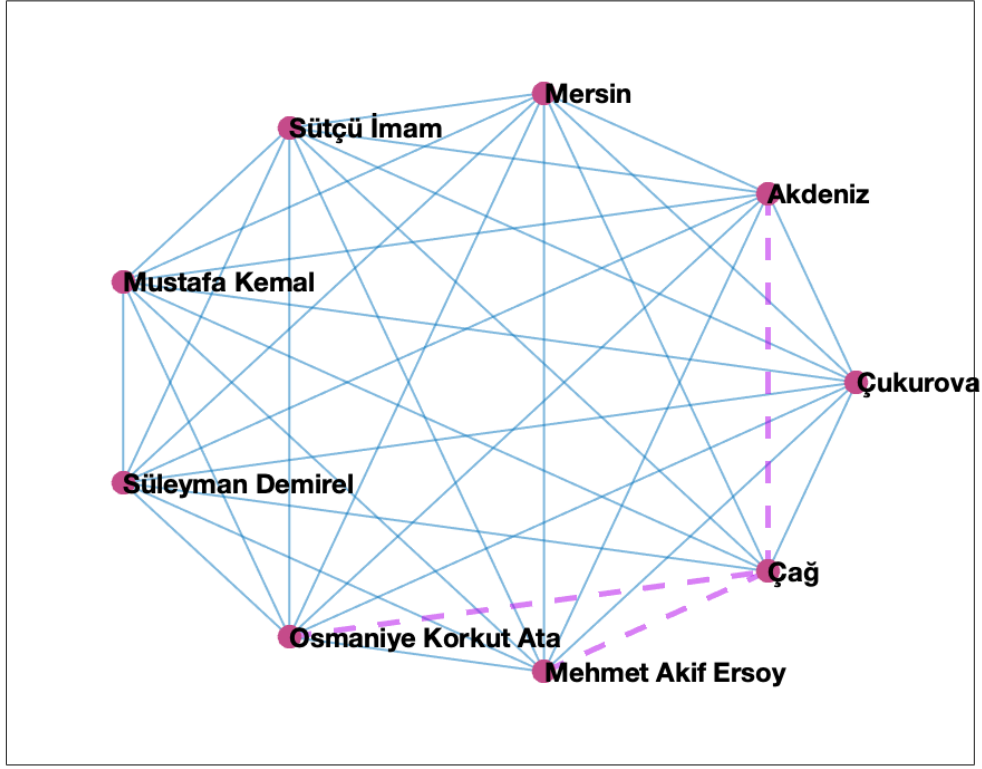 Mersin
Sütçü İmam
Akdeniz
Mustafa Kemal
Çukurova
Süleyman Demirel
Çağ
Osmaniye Korkut Ata
Mehmet Akif Ersoy